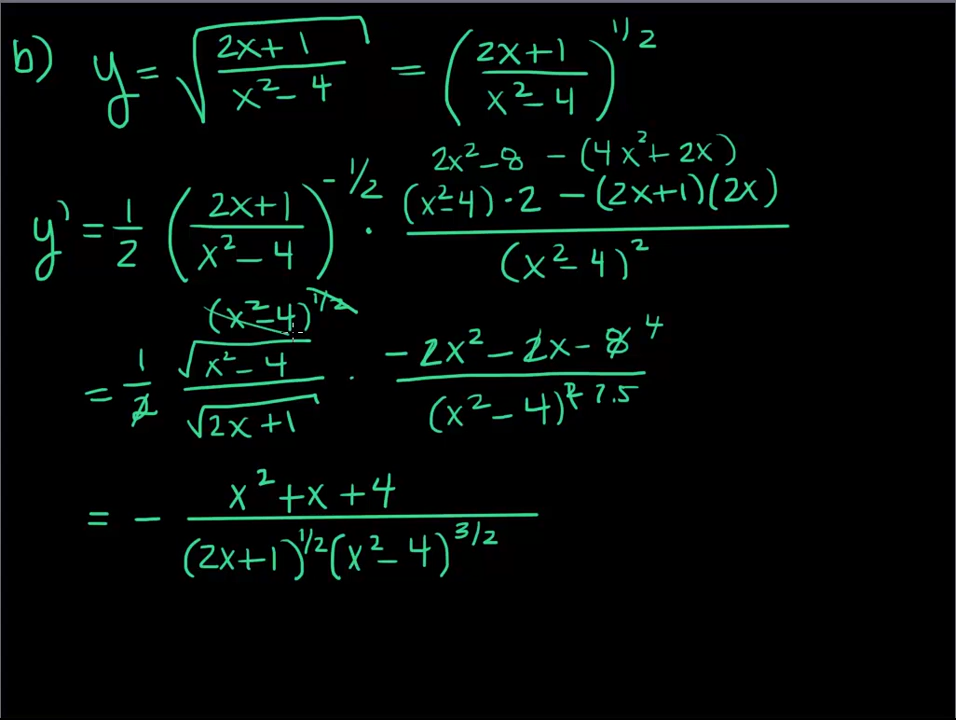 b) y = √((2x+1)/(x²-4)) = ((2x+1)/(x²-4))^1/2
2x²-8 - (4x²+2x)
y' = 1/2 ((2x+1)/(x²-4))^-1/2 · ((x²-4)·2 - (2x+1)(2x))/(x²-4)²
(x²-4)^1/2
= 1/2 √(x²-4)/√(2x+1) · (-2x²-2x-8 4)/(x²-4)^2 1.5
= - (x²+x+4)/((2x+1)^1/2 (x²-4)^3/2)